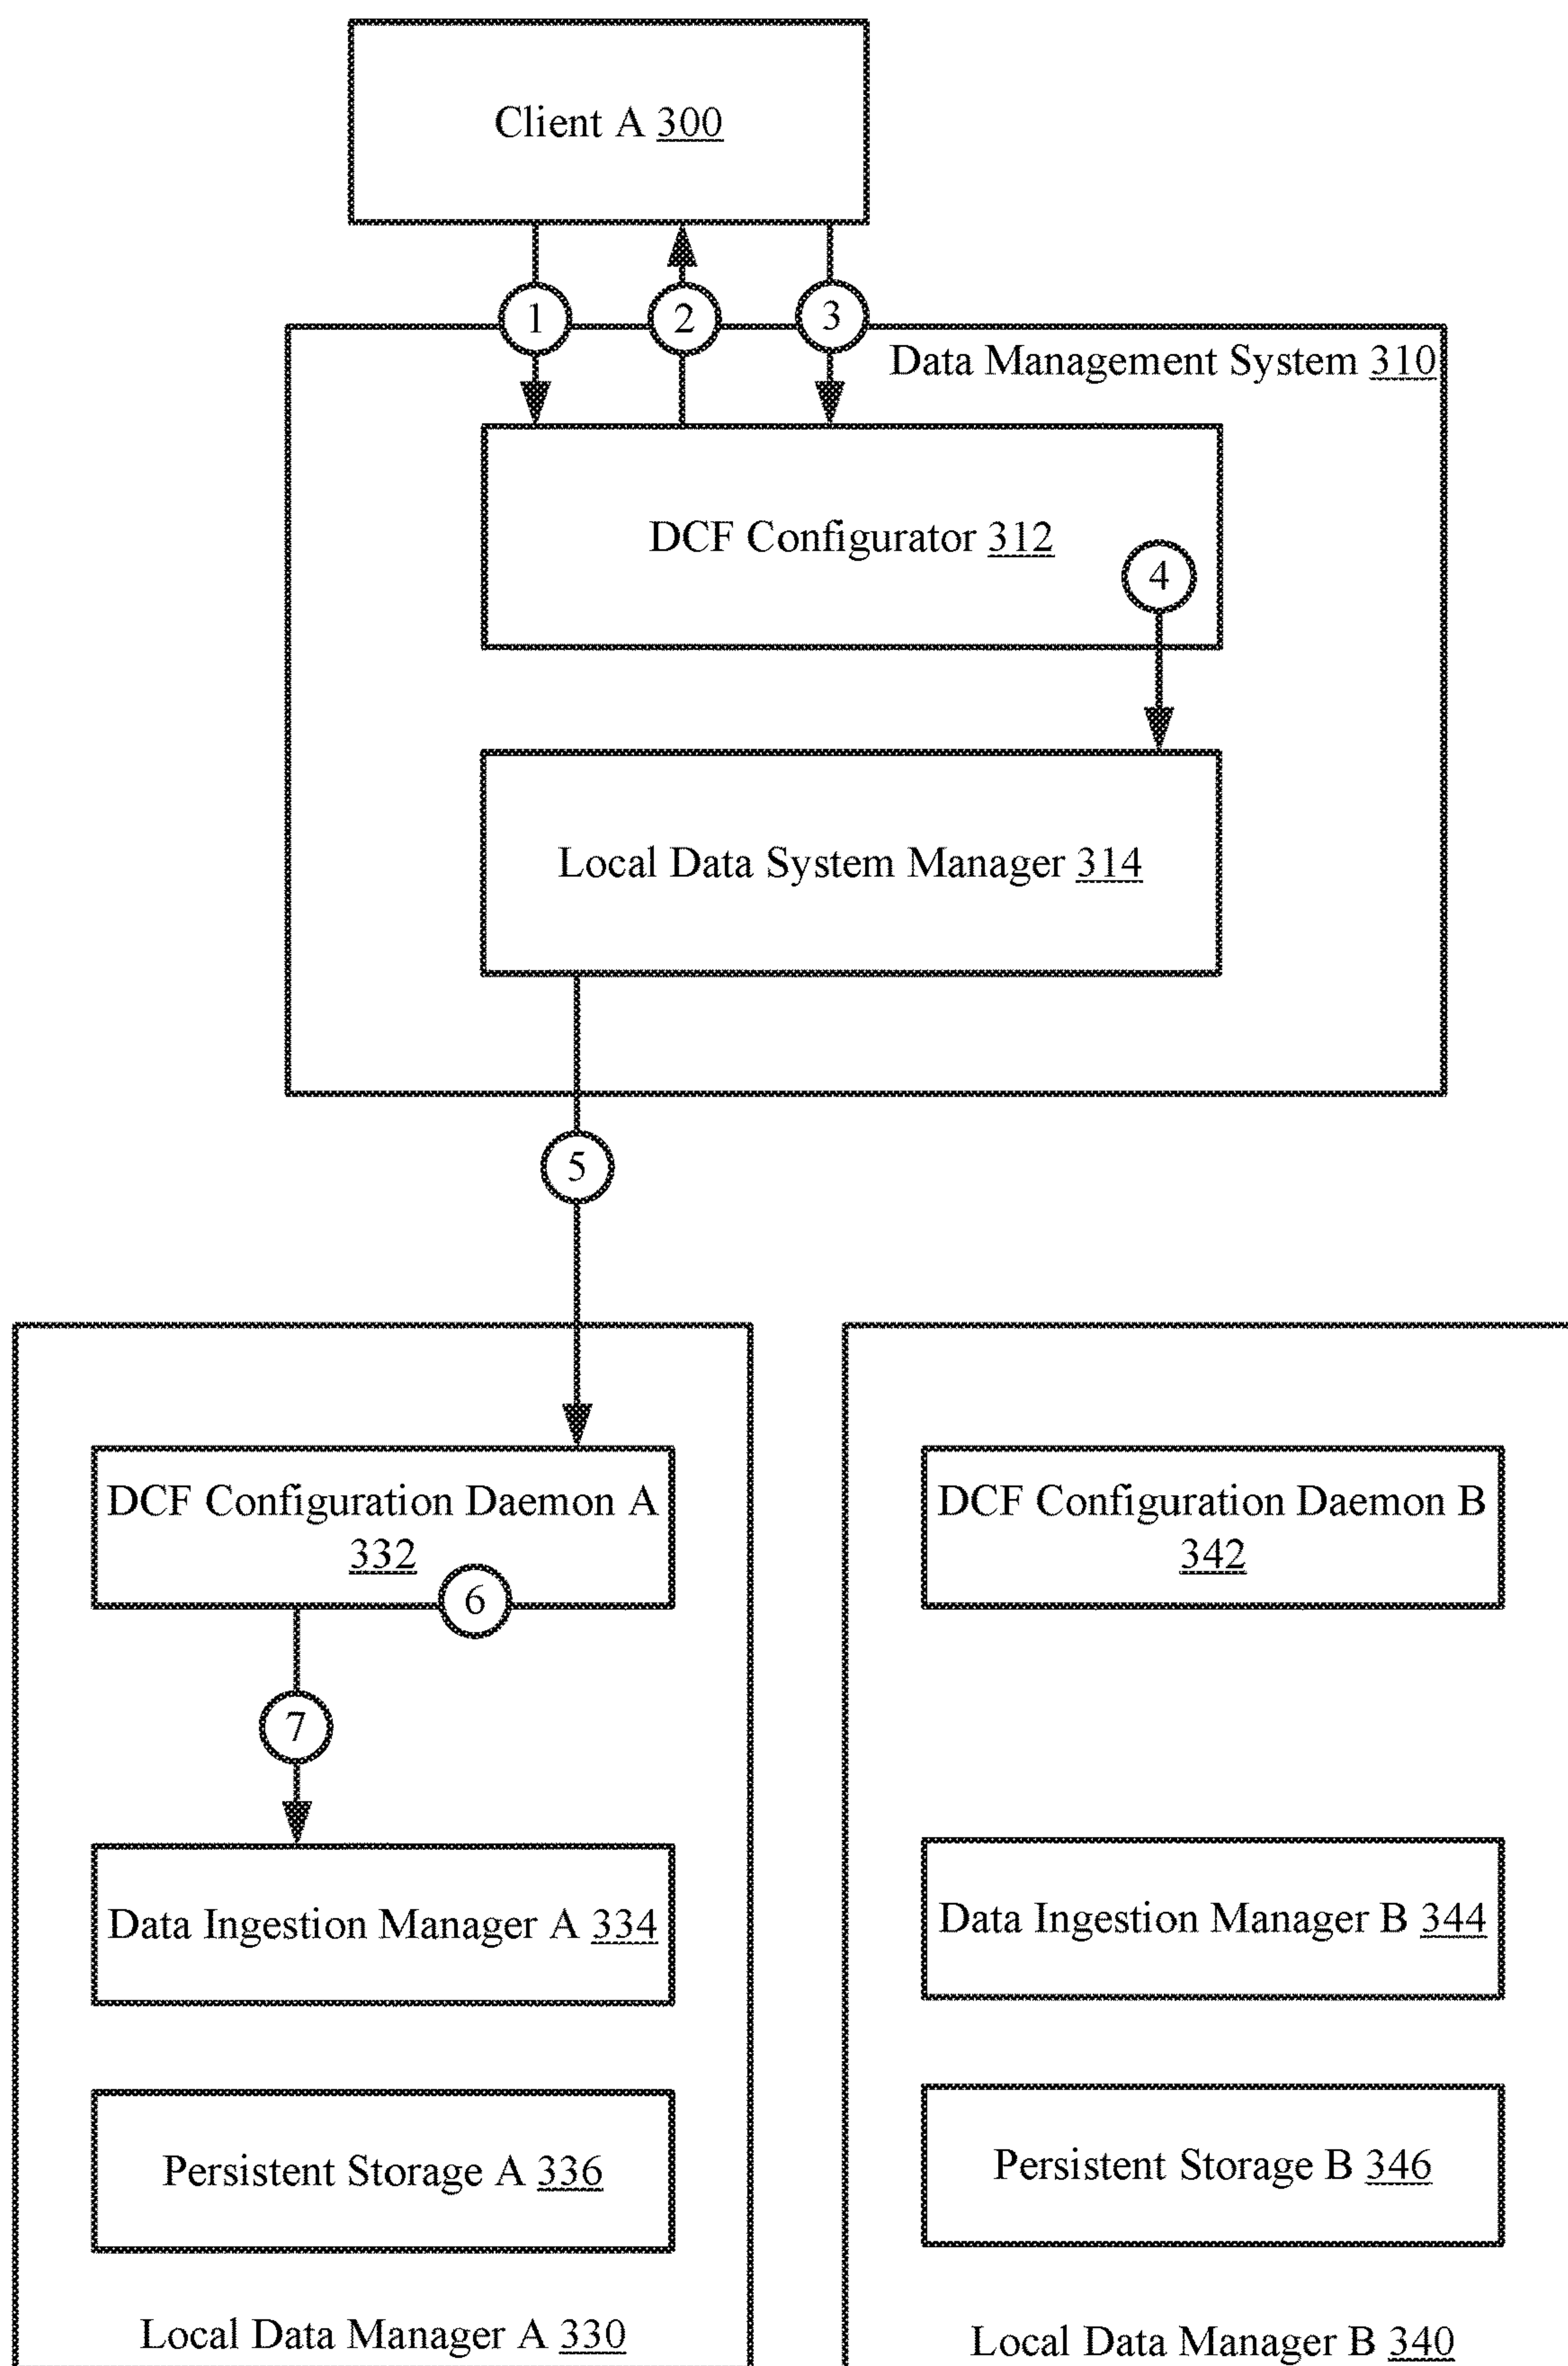 Client A 300
1
2
3
Data Management System 310
DCF Configurator 312
4
Local Data System Manager 314
5
DCF Configuration Daemon A
332
6
7
Data Ingestion Manager A 334
Persistent Storage A 336
Local Data Manager A 330
DCF Configuration Daemon B
342
Data Ingestion Manager B 344
Persistent Storage B 346
Local Data Manager B 340